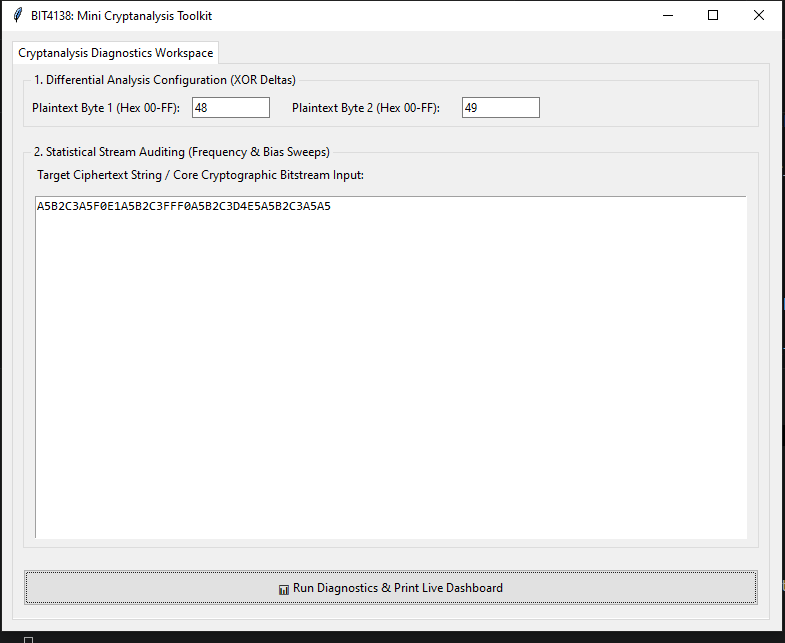 BIT4138: Mini Cryptanalysis Toolkit
Cryptanalysis Diagnostics Workspace
1. Differential Analysis Configuration (XOR Deltas)
Plaintext Byte 1 (Hex 00-FF): 48 Plaintext Byte 2 (Hex 00-FF): 49
2. Statistical Stream Auditing (Frequency & Bias Sweeps)
Target Ciphertext String / Core Cryptographic Bitstream Input:
A5B2C3A5F0E1A5B2C3FFF0A5B2C3D4E5A5B2C3A5A5
Run Diagnostics & Print Live Dashboard